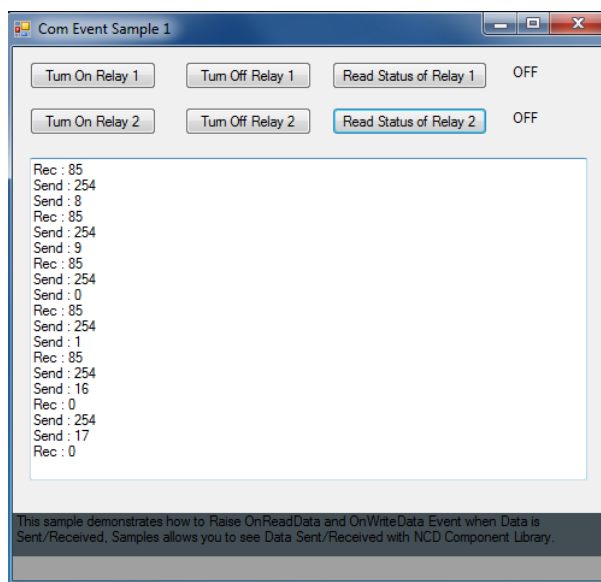 Com Event Sample 1
Turn On Relay 1 Turn Off Relay 1 Read Status of Relay 1 OFF
Turn On Relay 2 Turn Off Relay 2 Read Status of Relay 2 OFF
Rec : 85
Send : 254
Send : 8
Rec : 85
Send : 254
Send : 9
Rec : 85
Send : 254
Send : 0
Rec : 85
Send : 254
Send : 1
Rec : 85
Send : 254
Send : 16
Rec : 0
Send : 254
Send : 17
Rec : 0
This sample demonstrates how to Raise OnReadData and OnWriteData Event when Data is
Sent/Received, Samples allows you to see Data Sent/Received with NCD Component Library.